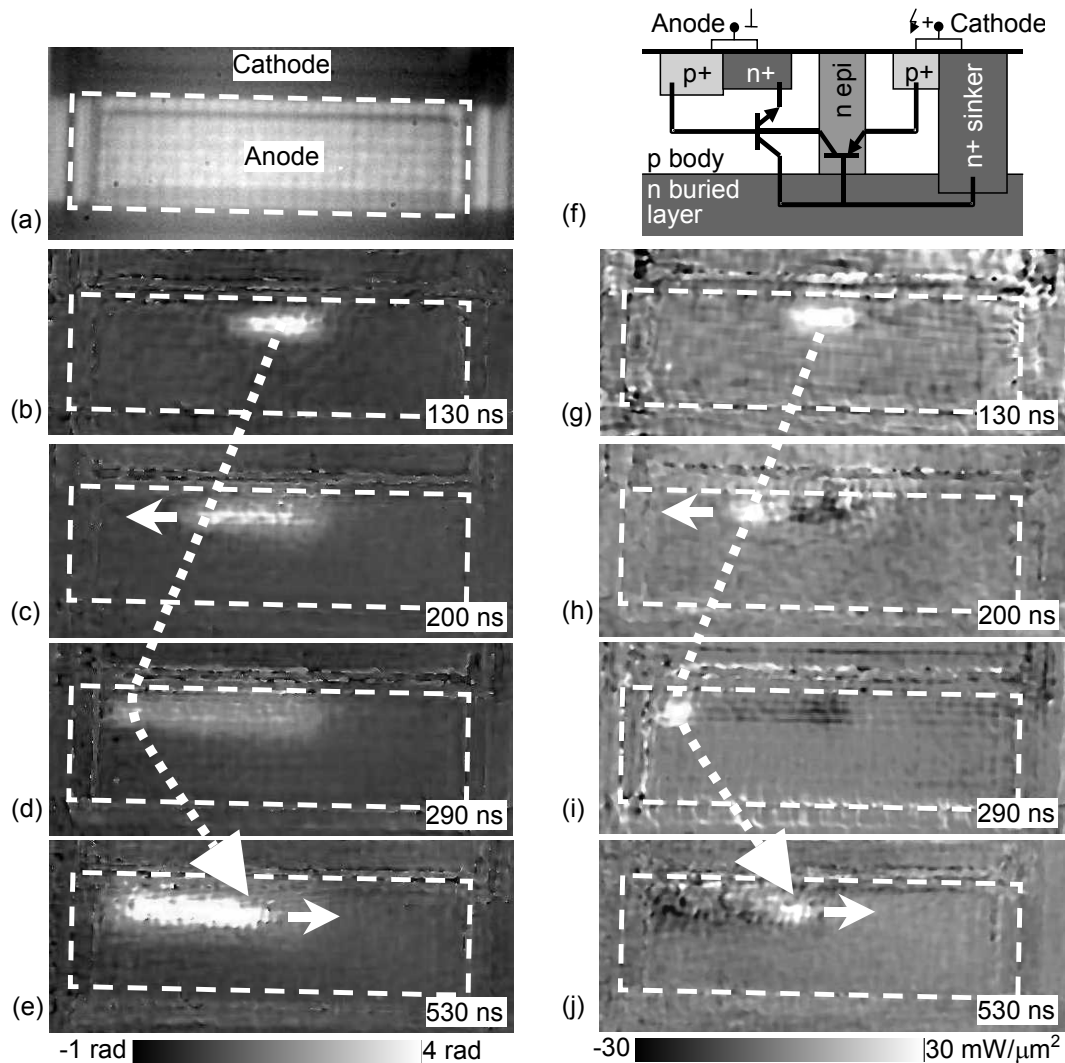 Cathode
Anode
(a)
(b)
130 ns
(c)
200 ns
(d)
290 ns
(e)
530 ns
-1 rad
4 rad
Anode ⊥
+ Cathode
p+
n+
n epi
p+
n+ sinker
p body
n buried
layer
(f)
(g)
130 ns
(h)
200 ns
(i)
290 ns
(j)
530 ns
-30
30 mW/μm²